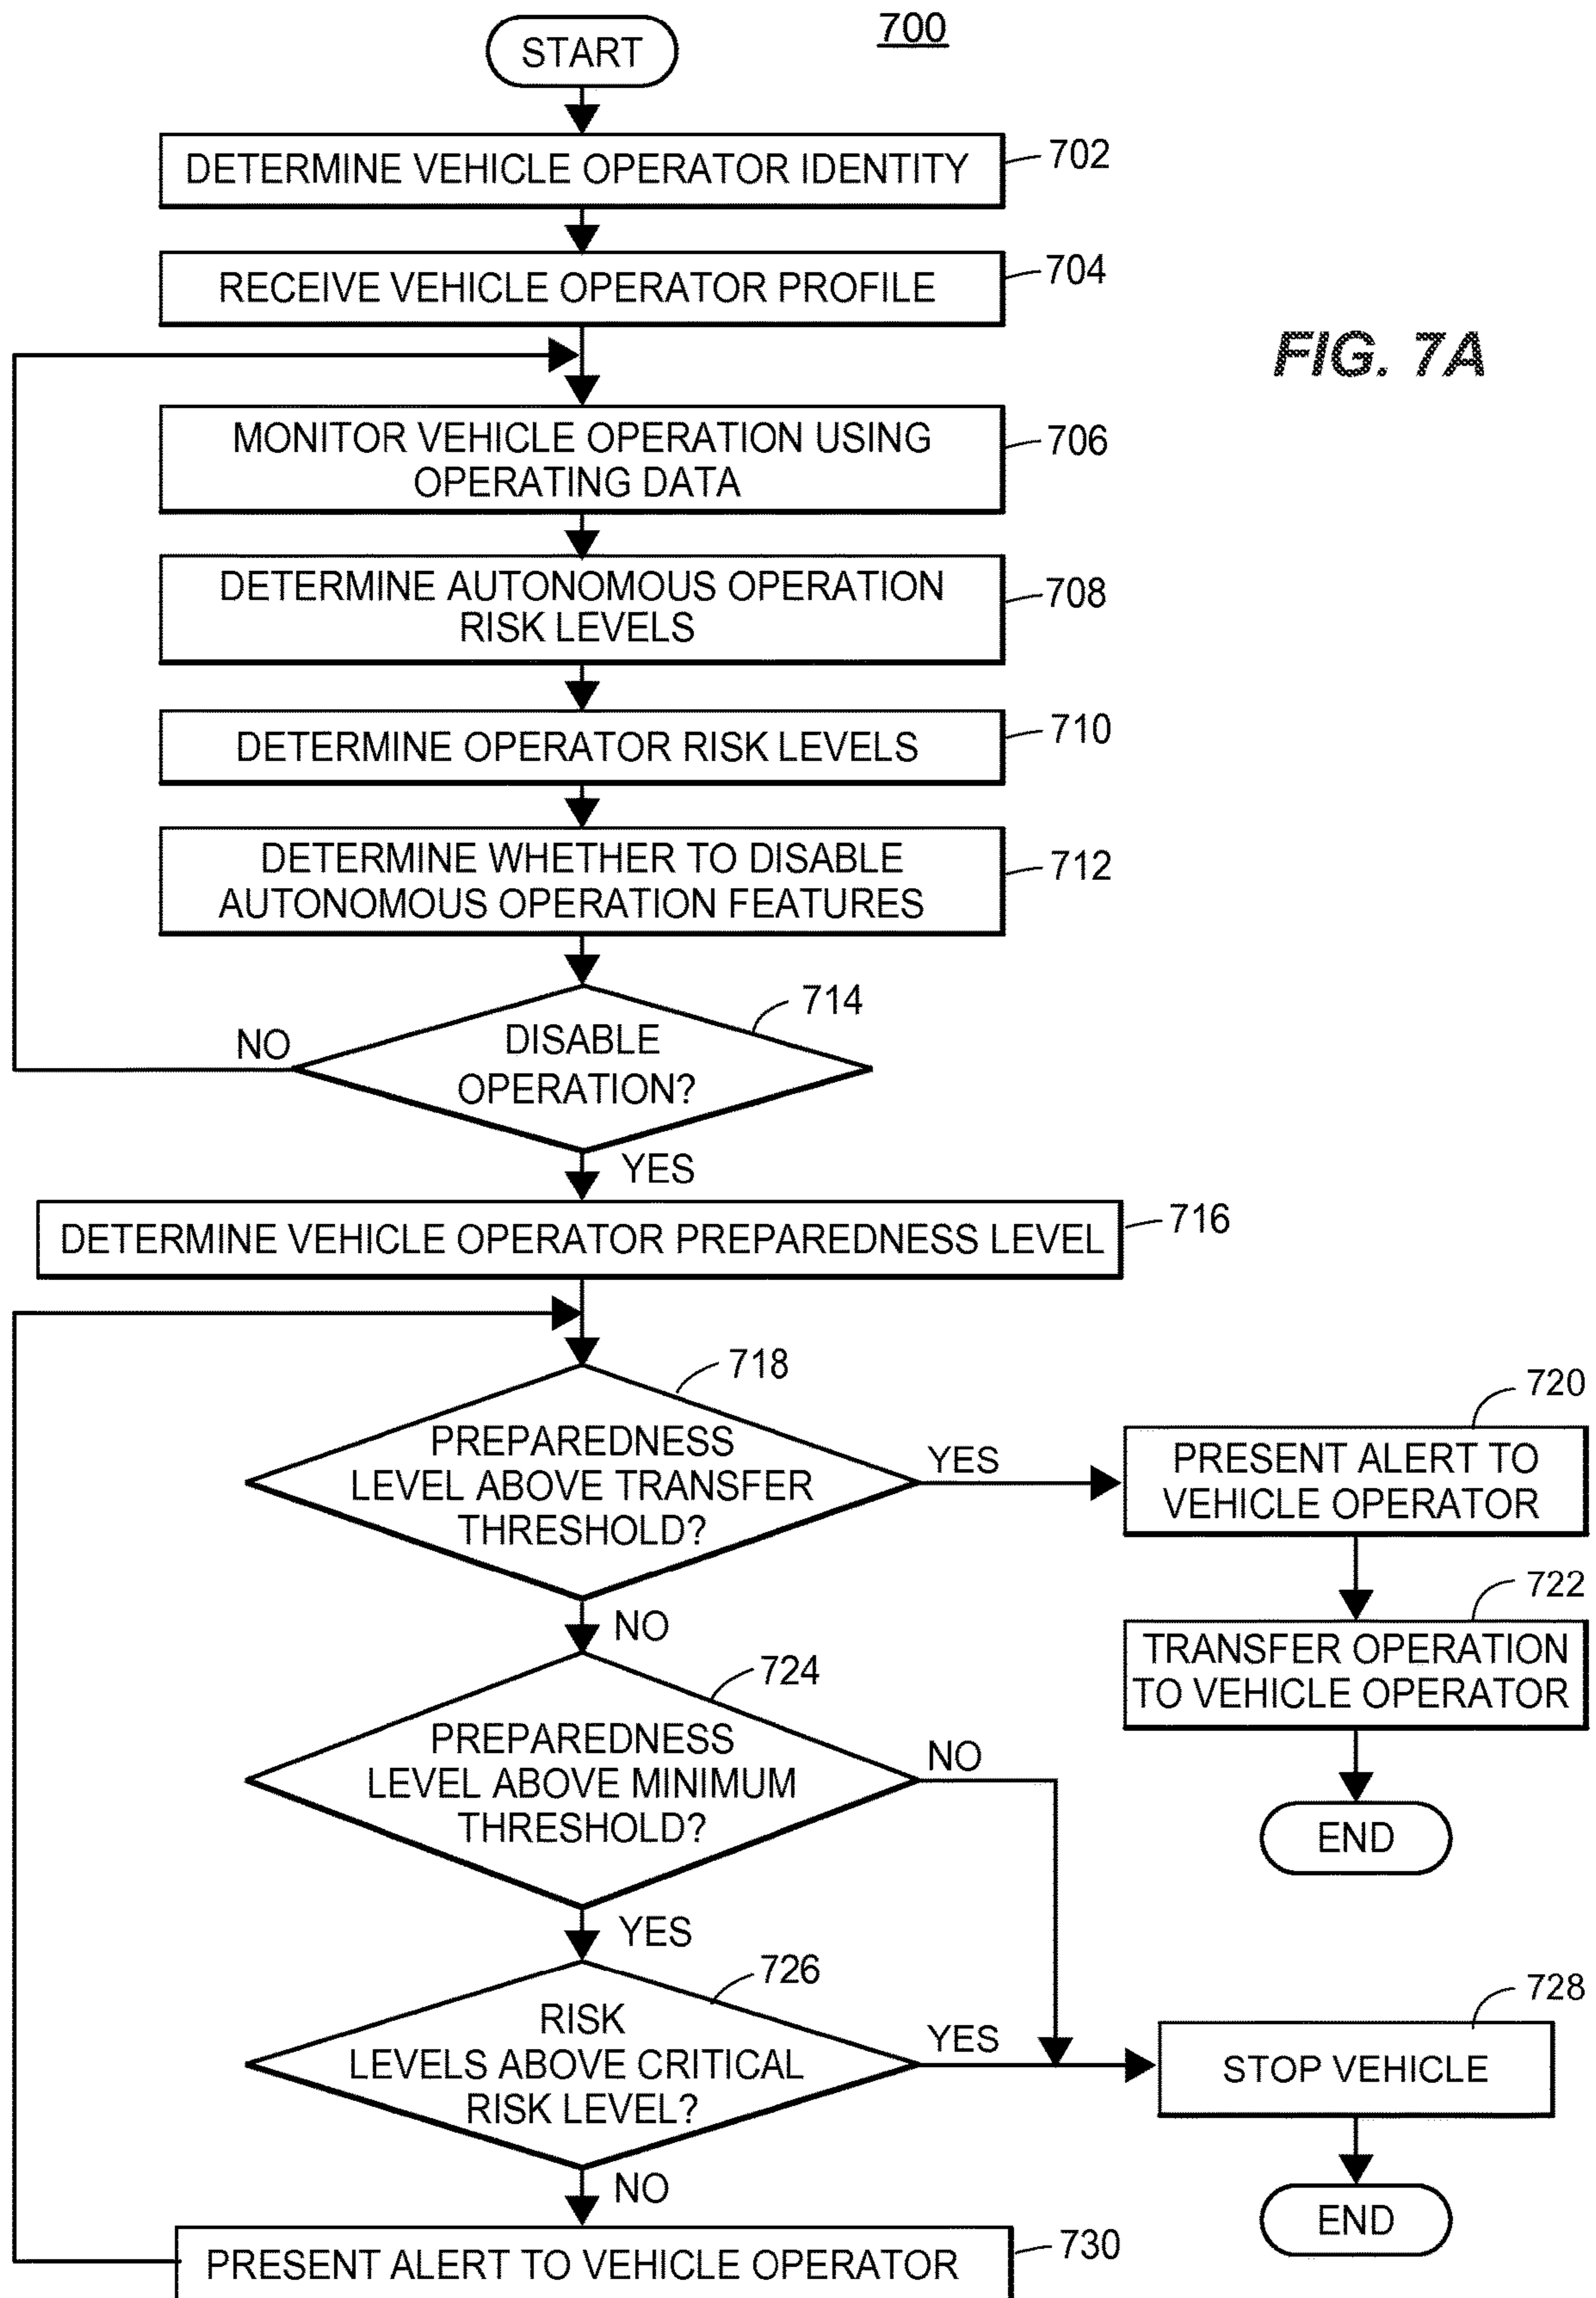 700
START
DETERMINE VEHICLE OPERATOR IDENTITY
702
RECEIVE VEHICLE OPERATOR PROFILE
704
FIG. 7A
MONITOR VEHICLE OPERATION USING
OPERATING DATA
706
DETERMINE AUTONOMOUS OPERATION
RISK LEVELS
708
DETERMINE OPERATOR RISK LEVELS
710
DETERMINE WHETHER TO DISABLE
AUTONOMOUS OPERATION FEATURES
712
714
NO
DISABLE
OPERATION?
YES
DETERMINE VEHICLE OPERATOR PREPAREDNESS LEVEL
716
718
PREPAREDNESS
LEVEL ABOVE TRANSFER
THRESHOLD?
YES
720
PRESENT ALERT TO
VEHICLE OPERATOR
NO
722
TRANSFER OPERATION
TO VEHICLE OPERATOR
END
724
PREPAREDNESS
LEVEL ABOVE MINIMUM
THRESHOLD?
NO
YES
726
RISK
LEVELS ABOVE CRITICAL
RISK LEVEL?
YES
728
STOP VEHICLE
END
NO
PRESENT ALERT TO VEHICLE OPERATOR
730